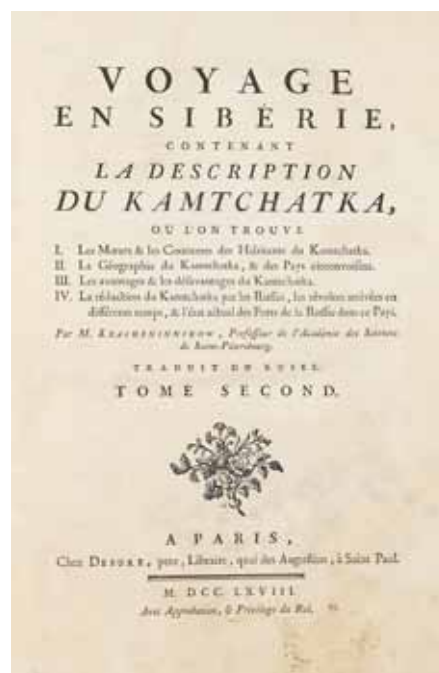 VOYAGE
EN SIBÉRIE,
CONTENANT
LA DESCRIPTION
DU KAMTCHATKA,
OÙ L'ON TROUVE
I. Les Mœurs & les Coutumes des Habitants du Kamtchatka.
II. La Géographie du Kamtchatka, & des Pays circonvoisins.
III. Les avantages & les désavantages du Kamtchatka.
IV. La réduction du Kamtchatka par les Russes, les révoltes arrivées en
différents temps, & l'état actuel des Forts de la Russie dans ce Pays.
Par M. KRACHENINNIKOW, Professeur de l'Académie des Sciences
de Saint-Pétersbourg.
TRADUIT DU RUSSE.
TOME SECOND.
A PARIS,
Chez DEBURE, pere, Libraire, quai des Augustins, à Saint Paul.
M. DCC. LXVIII.
Avec Approbation, & Privilege du Roi.